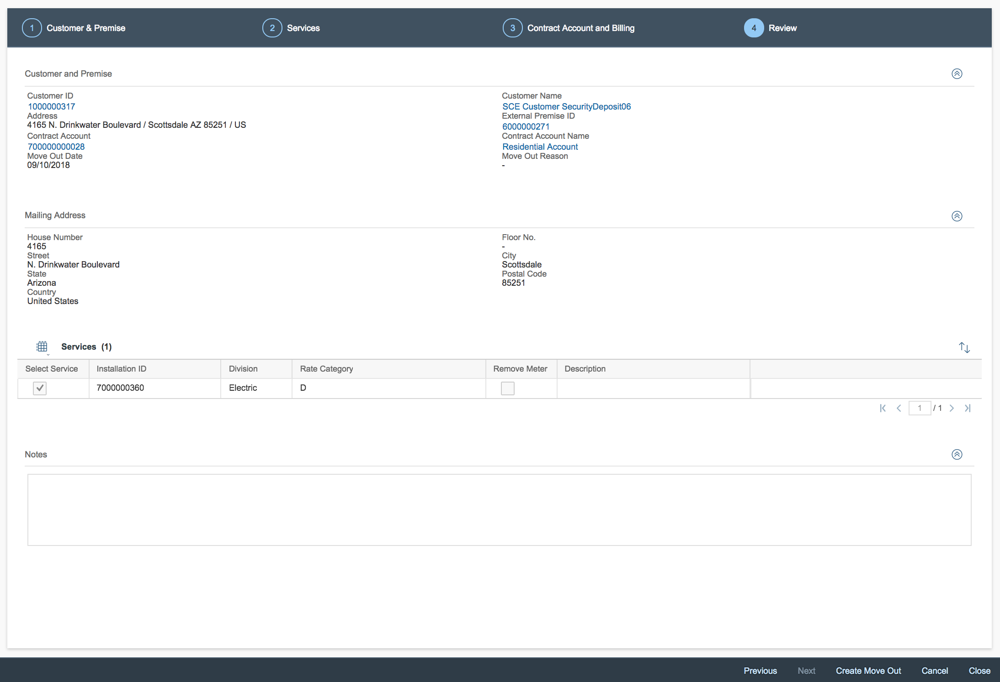 1 Customer & Premise 2 Services 3 Contract Account and Billing 4 Review
Customer and Premise
Customer ID Customer Name
1000000317 SCE Customer SecurityDeposit06
Address External Premise ID
4165 N. Drinkwater Boulevard / Scottsdale AZ 85251 / US 6000000271
Contract Account Contract Account Name
700000000028 Residential Account
Move Out Date Move Out Reason
09/10/2018 -
Mailing Address
House Number Floor No.
4165 -
Street City
N. Drinkwater Boulevard Scottsdale
State Postal Code
Arizona 85251
Country
United States
Services (1)
Select Service Installation ID Division Rate Category Remove Meter Description
7000000360 Electric D
1 / 1
Notes
Previous Next Create Move Out Cancel Close